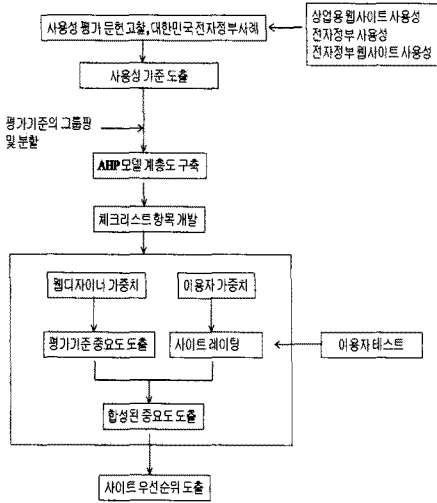 사용성 평가 문헌 고찰, 대한민국 전자정부사례
상업용 웹사이트 사용성
전자정부 사용성
전자정부 웹사이트 사용성
사용성 기준 도출
평가기준의 그룹핑
및 분할
AHP 모델 계층도 구축
체크리스트 항목 개발
웹디자이너 가중치
이용자 가중치
평가기준 중요도 도출
사이트 레이팅
이용자 테스트
합성된 중요도 도출
사이트 우선순위 도출